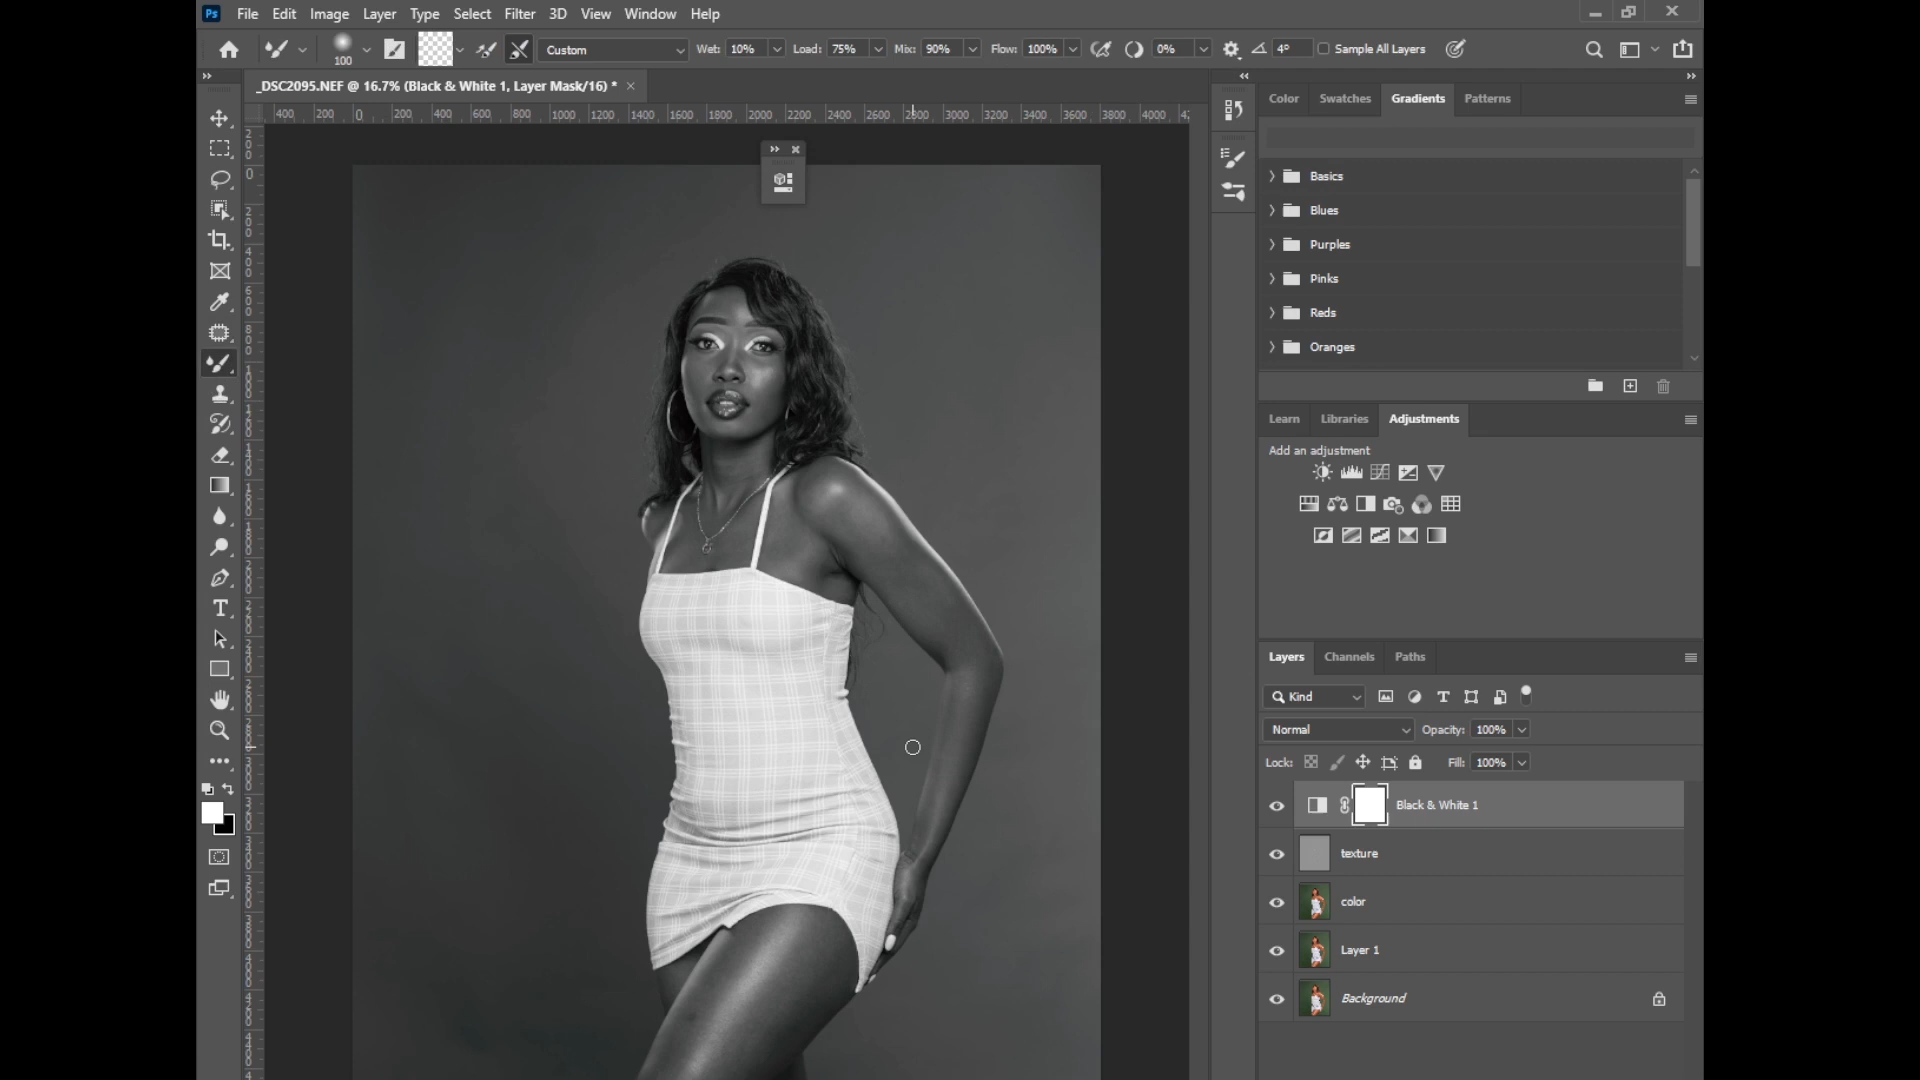 Ps File Edit Image Layer Type Select Filter 3D View Window Help
100 Custom Wet: 10% Load: 75% Mix: 90% Flow: 100% 0% 4° Sample All Layers
_DSC2095.NEF @ 16.7% (Black & White 1, Layer Mask/16) *
400 200 0 200 400 600 800 1000 1200 1400 1600 1800 2000 2200 2400 2600 2800 3000 3200 3400 3600 3800 4000
Color Swatches Gradients Patterns
Basics
Blues
Purples
Pinks
Reds
Oranges
Learn Libraries Adjustments
Add an adjustment
Layers Channels Paths
Kind
Normal Opacity: 100%
Lock: Fill: 100%
Black & White 1
texture
color
Layer 1
Background